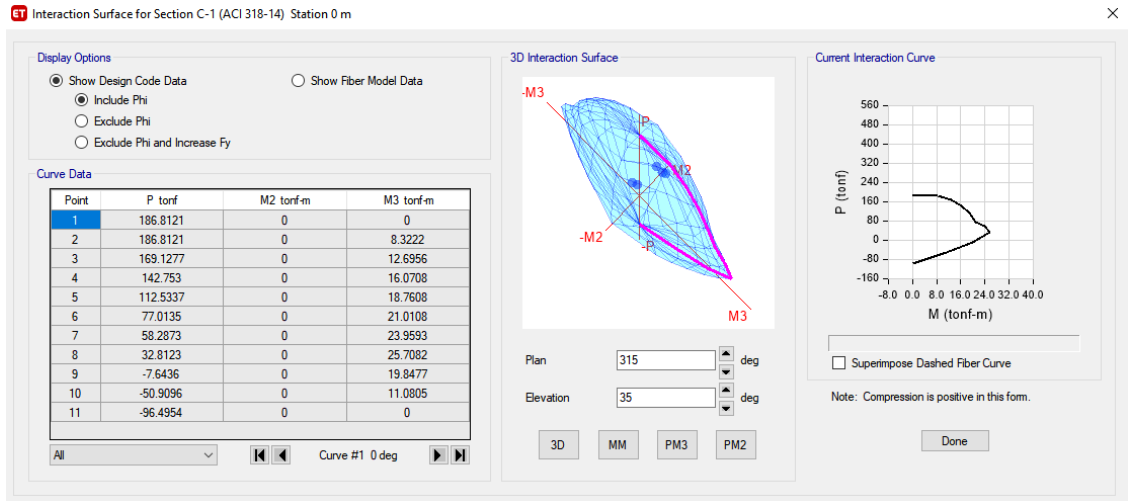 ET Interaction Surface for Section C-1 (ACI 318-14) Station 0 m
Display Options
Show Design Code Data
Show Fiber Model Data
Include Phi
Exclude Phi
Exclude Phi and Increase Fy
Curve Data
Point P tonf M2 tonf-m M3 tonf-m
1 186.8121 0 0
2 186.8121 0 8.3222
3 169.1277 0 12.6956
4 142.753 0 16.0708
5 112.5337 0 18.7608
6 77.0135 0 21.0108
7 58.2873 0 23.9593
8 32.8123 0 25.7082
9 -7.6436 0 19.8477
10 -50.9096 0 11.0805
11 -96.4954 0 0
All
Curve #1 0 deg
3D Interaction Surface
-M3
P
M2
-M2
-P
M3
Plan 315 deg
Elevation 35 deg
3D MM PM3 PM2
Current Interaction Curve
560
480
400
320
240
160
80
0
-80
-160
P (tonf)
-8.0 0.0 8.0 16.0 24.0 32.0 40.0
M (tonf-m)
Superimpose Dashed Fiber Curve
Note: Compression is positive in this form.
Done